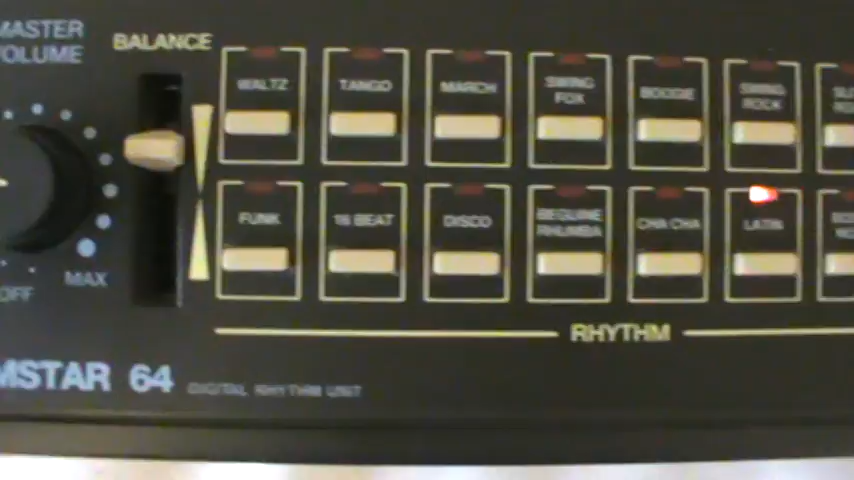 MASTER
VOLUME
BALANCE
WALTZ
TANGO
MARCH
SWING
FOX
BOOGIE
SWING
ROCK
FUNK
16 BEAT
DISCO
BEGUINE
RHUMBA
CHA CHA
LATIN
OFF
MAX
RHYTHM
MSTAR 64
DIGITAL RHYTHM UNIT